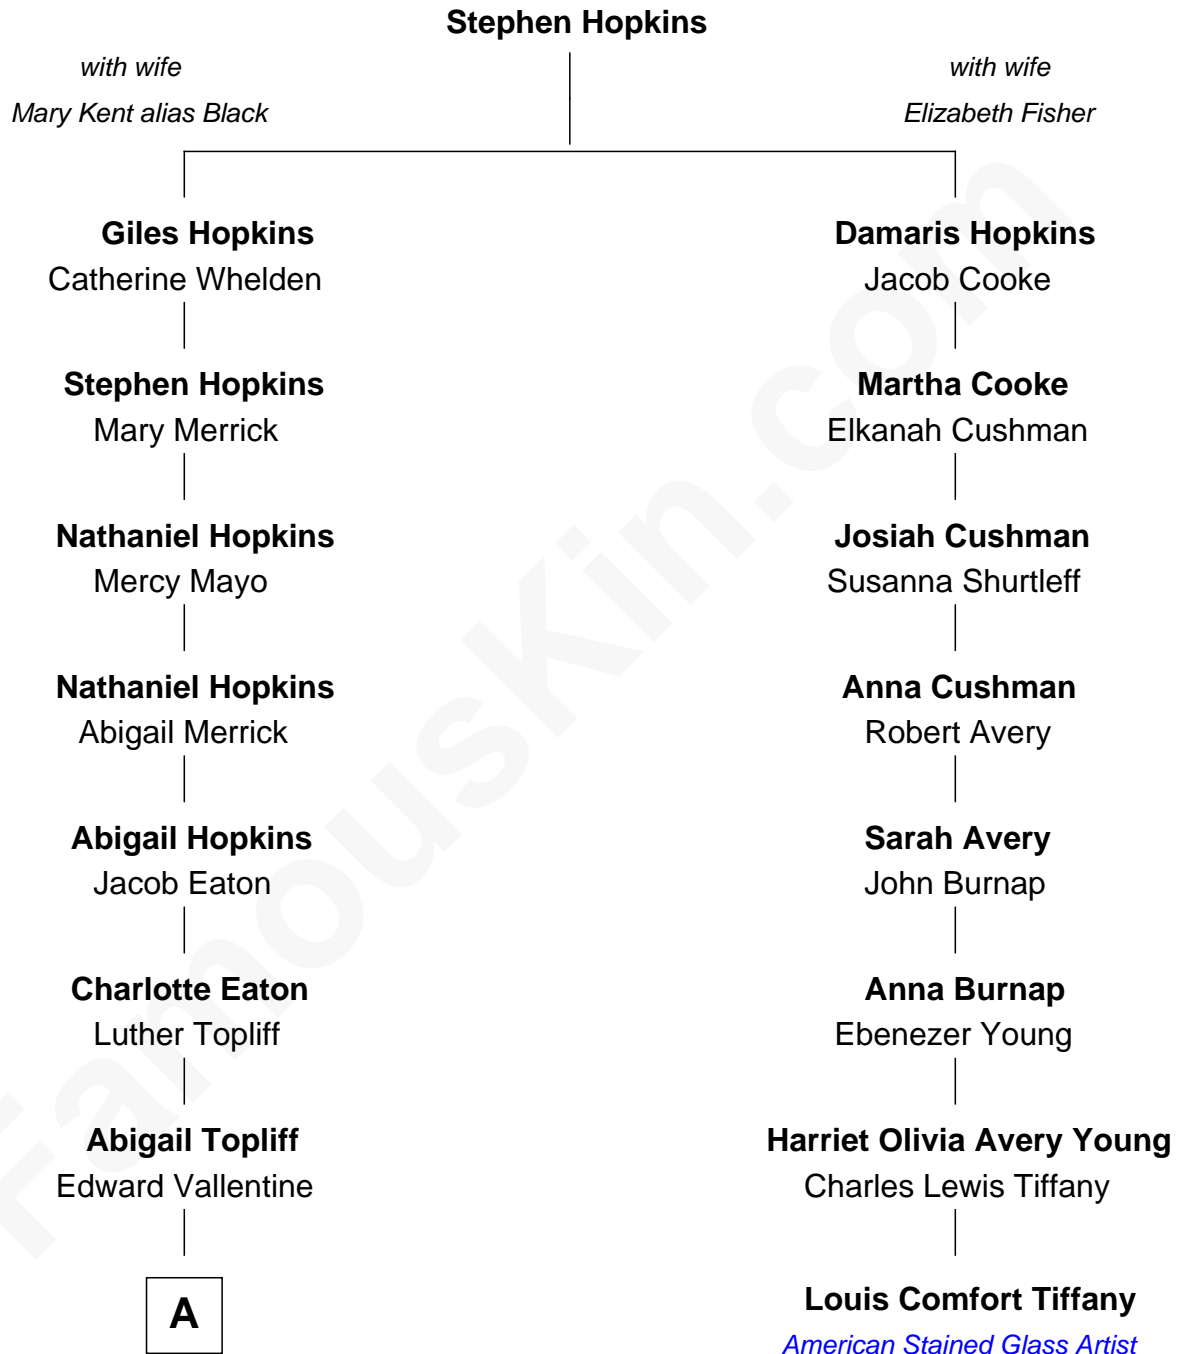 Stephen Hopkins
with wife
Mary Kent alias Black
with wife
Elizabeth Fisher
Giles Hopkins
Catherine Whelden
Damaris Hopkins
Jacob Cooke
Stephen Hopkins
Mary Merrick
Martha Cooke
Elkanah Cushman
Nathaniel Hopkins
Mercy Mayo
Josiah Cushman
Susanna Shurtleff
Nathaniel Hopkins
Abigail Merrick
Anna Cushman
Robert Avery
Abigail Hopkins
Jacob Eaton
Sarah Avery
John Burnap
Charlotte Eaton
Luther Topliff
Anna Burnap
Ebenezer Young
Abigail Topliff
Edward Vallentine
Harriet Olivia Avery Young
Charles Lewis Tiffany
A
Louis Comfort Tiffany
American Stained Glass Artist
FamousKin.com